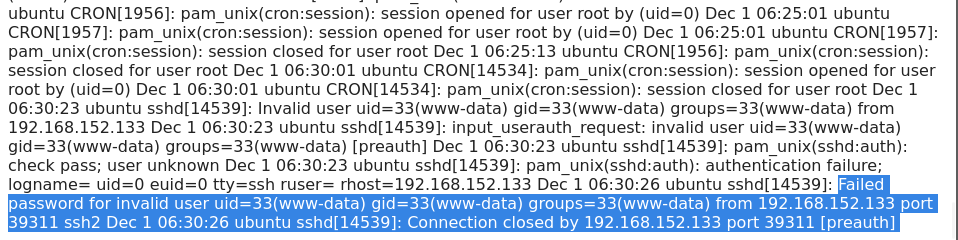 ubuntu CRON[1956]: pam_unix(cron:session): session opened for user root by (uid=0) Dec 1 06:25:01 ubuntu
CRON[1957]: pam_unix(cron:session): session opened for user root by (uid=0) Dec 1 06:25:01 ubuntu CRON[1957]:
pam_unix(cron:session): session closed for user root Dec 1 06:25:13 ubuntu CRON[1956]: pam_unix(cron:session):
session closed for user root Dec 1 06:30:01 ubuntu CRON[14534]: pam_unix(cron:session): session opened for user
root by (uid=0) Dec 1 06:30:01 ubuntu CRON[14534]: pam_unix(cron:session): session closed for user root Dec 1
06:30:23 ubuntu sshd[14539]: Invalid user uid=33(www-data) gid=33(www-data) groups=33(www-data) from
192.168.152.133 Dec 1 06:30:23 ubuntu sshd[14539]: input_userauth_request: invalid user uid=33(www-data)
gid=33(www-data) groups=33(www-data) [preauth] Dec 1 06:30:23 ubuntu sshd[14539]: pam_unix(sshd:auth):
check pass; user unknown Dec 1 06:30:23 ubuntu sshd[14539]: pam_unix(sshd:auth): authentication failure;
logname= uid=0 euid=0 tty=ssh ruser= rhost=192.168.152.133 Dec 1 06:30:26 ubuntu sshd[14539]: Failed
password for invalid user uid=33(www-data) gid=33(www-data) groups=33(www-data) from 192.168.152.133 port
39311 ssh2 Dec 1 06:30:26 ubuntu sshd[14539]: Connection closed by 192.168.152.133 port 39311 [preauth]